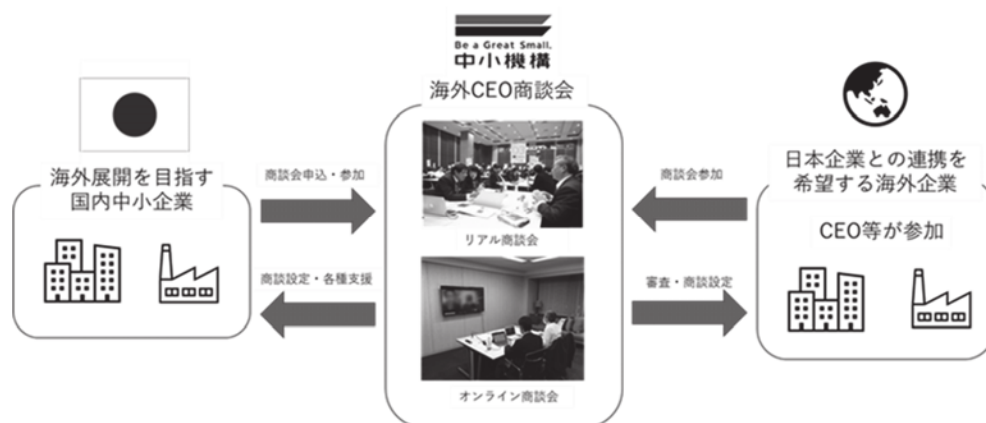 Be a Great Small.
中小機構
海外CEO商談会
海外展開を目指す
国内中小企業
商談会申込・参加
商談設定・各種支援
リアル商談会
オンライン商談会
商談会参加
審査・商談設定
日本企業との連携を
希望する海外企業
CEO等が参加